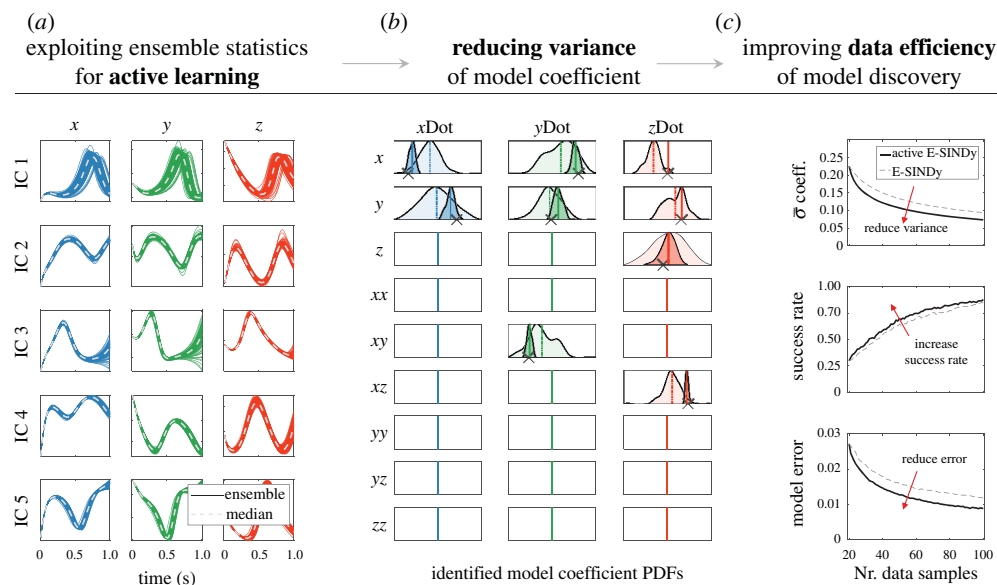 (a)
exploiting ensemble statistics
for active learning
(b)
reducing variance
of model coefficient
(c)
improving data efficiency
of model discovery
x y z
IC 1
IC 2
IC 3
IC 4
IC 5
ensemble
median
0 0.5 1.0 0 0.5 1.0 0 0.5 1.0
time (s)
xDot yDot zDot
x
y
z
xx
xy
xz
yy
yz
zz
identified model coefficient PDFs
σ̅ coeff.
0.25
0.20
0.15
0.10
0.05
0
active E-SINDy
E-SINDy
reduce variance
success rate
1.00
0.75
0.50
0.25
0
increase
success rate
model error
0.03
0.02
0.01
0
reduce error
20 40 60 80 100
Nr. data samples